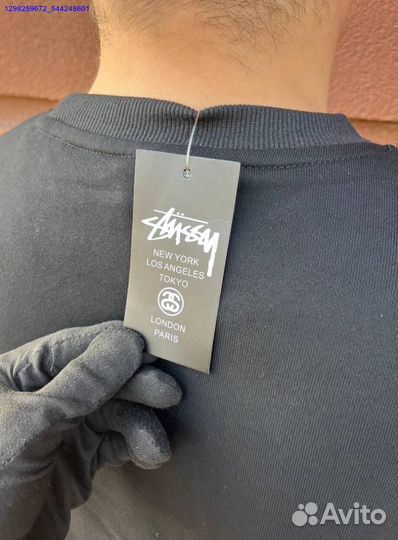 1298259672_544248601
STÜSSY
NEW YORK
LOS ANGELES
TOKYO
LONDON
PARIS
Avito